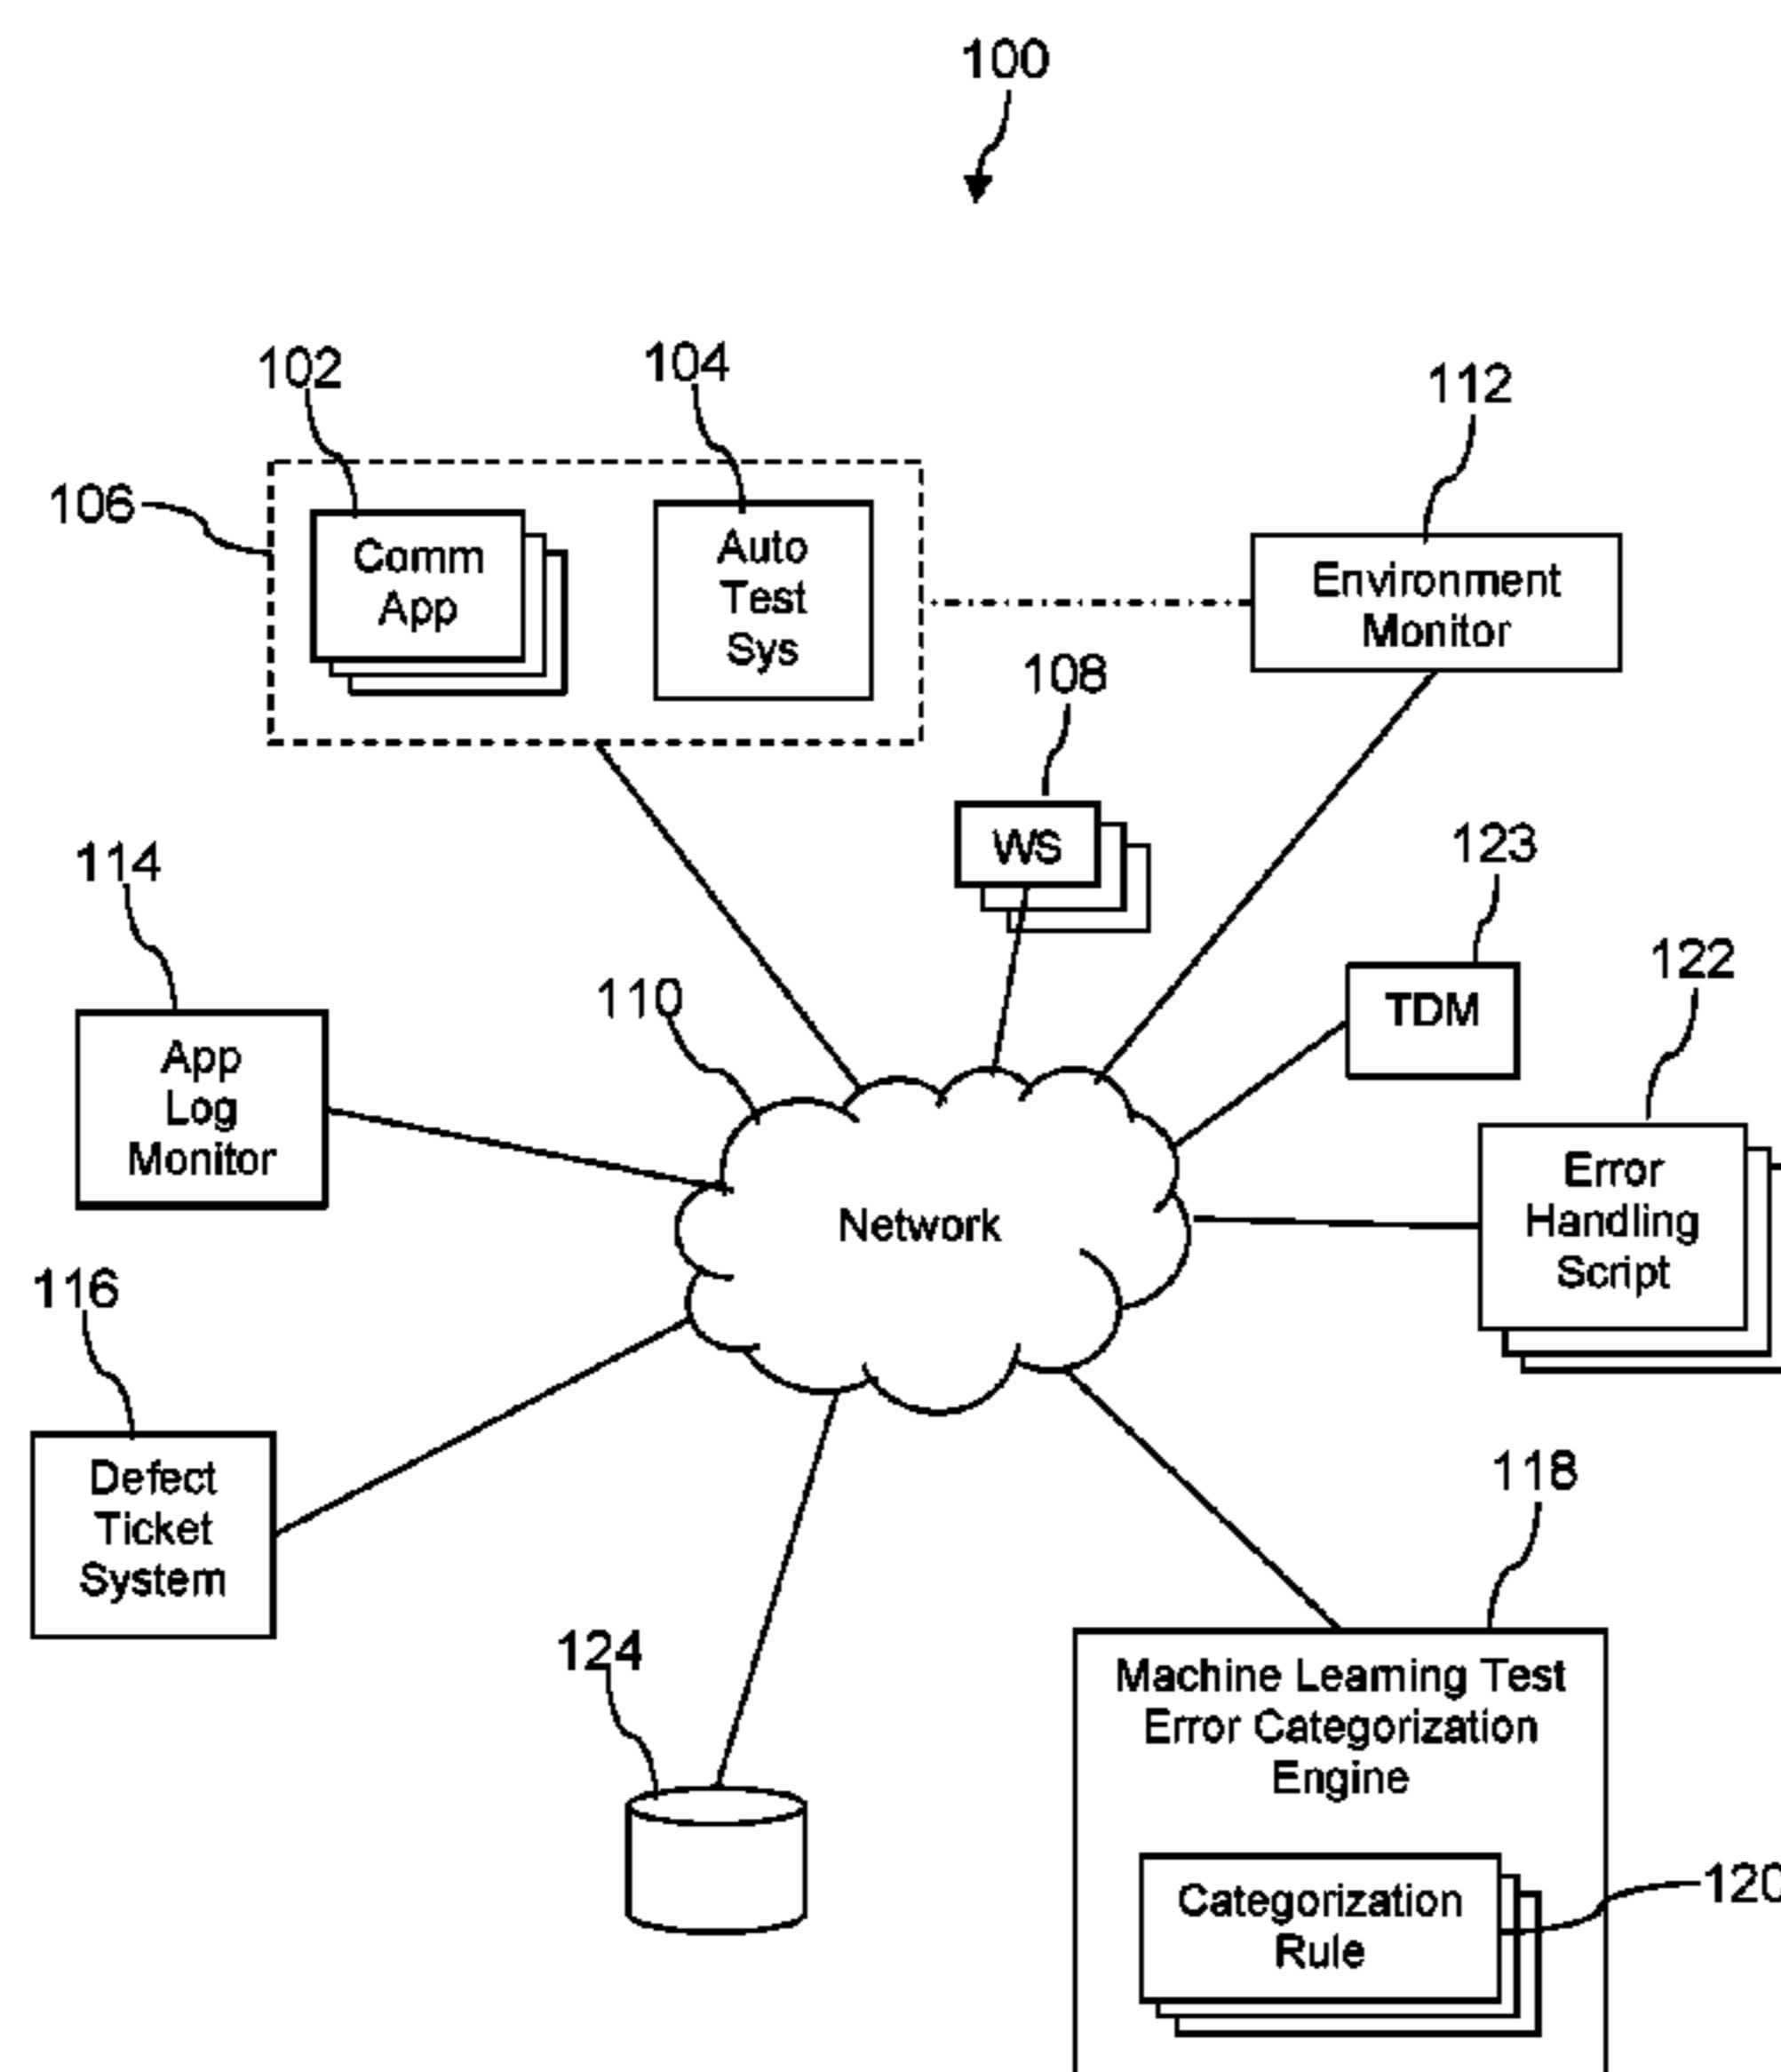 100
102
104
112
106
Comm
App
Auto
Test
Sys
Environment
Monitor
108
WS
114
123
110
TDM
122
App
Log
Monitor
Network
Error
Handling
Script
116
Defect
Ticket
System
118
124
Machine Learning Test
Error Categorization
Engine
Categorization
Rule
120